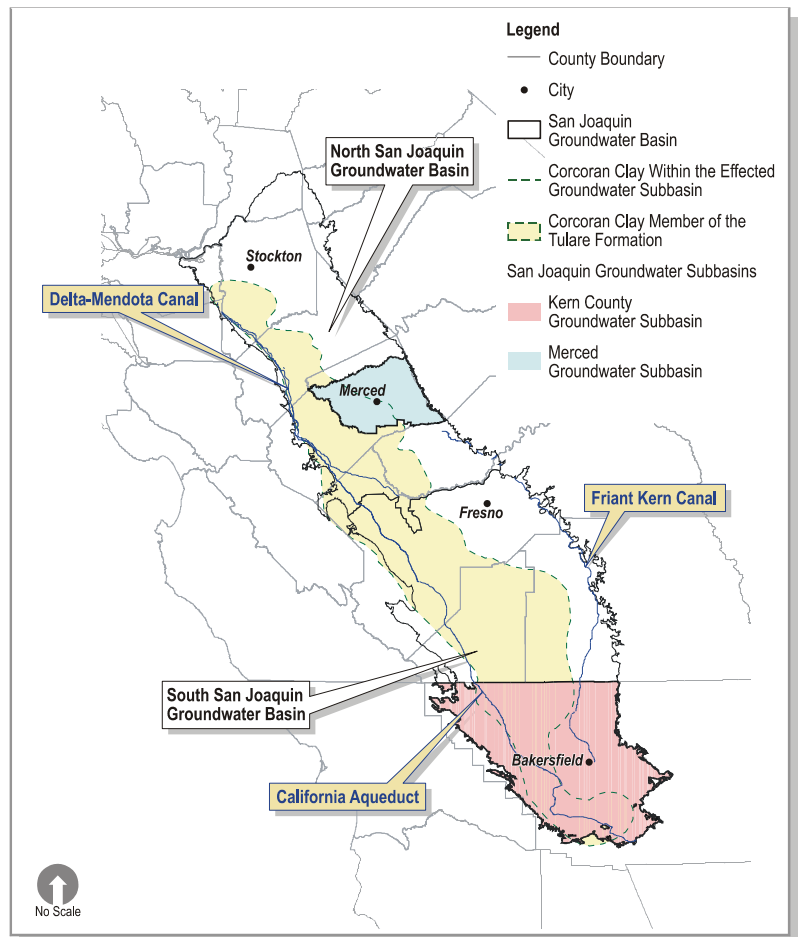 Legend
County Boundary
City
San Joaquin
Groundwater Basin
Corcoran Clay Within the Effected
Groundwater Subbasin
Corcoran Clay Member of the
Tulare Formation
San Joaquin Groundwater Subbasins
Kern County
Groundwater Subbasin
Merced
Groundwater Subbasin
North San Joaquin
Groundwater Basin
Stockton
Delta-Mendota Canal
Merced
Friant Kern Canal
Fresno
South San Joaquin
Groundwater Basin
Bakersfield
California Aqueduct
No Scale